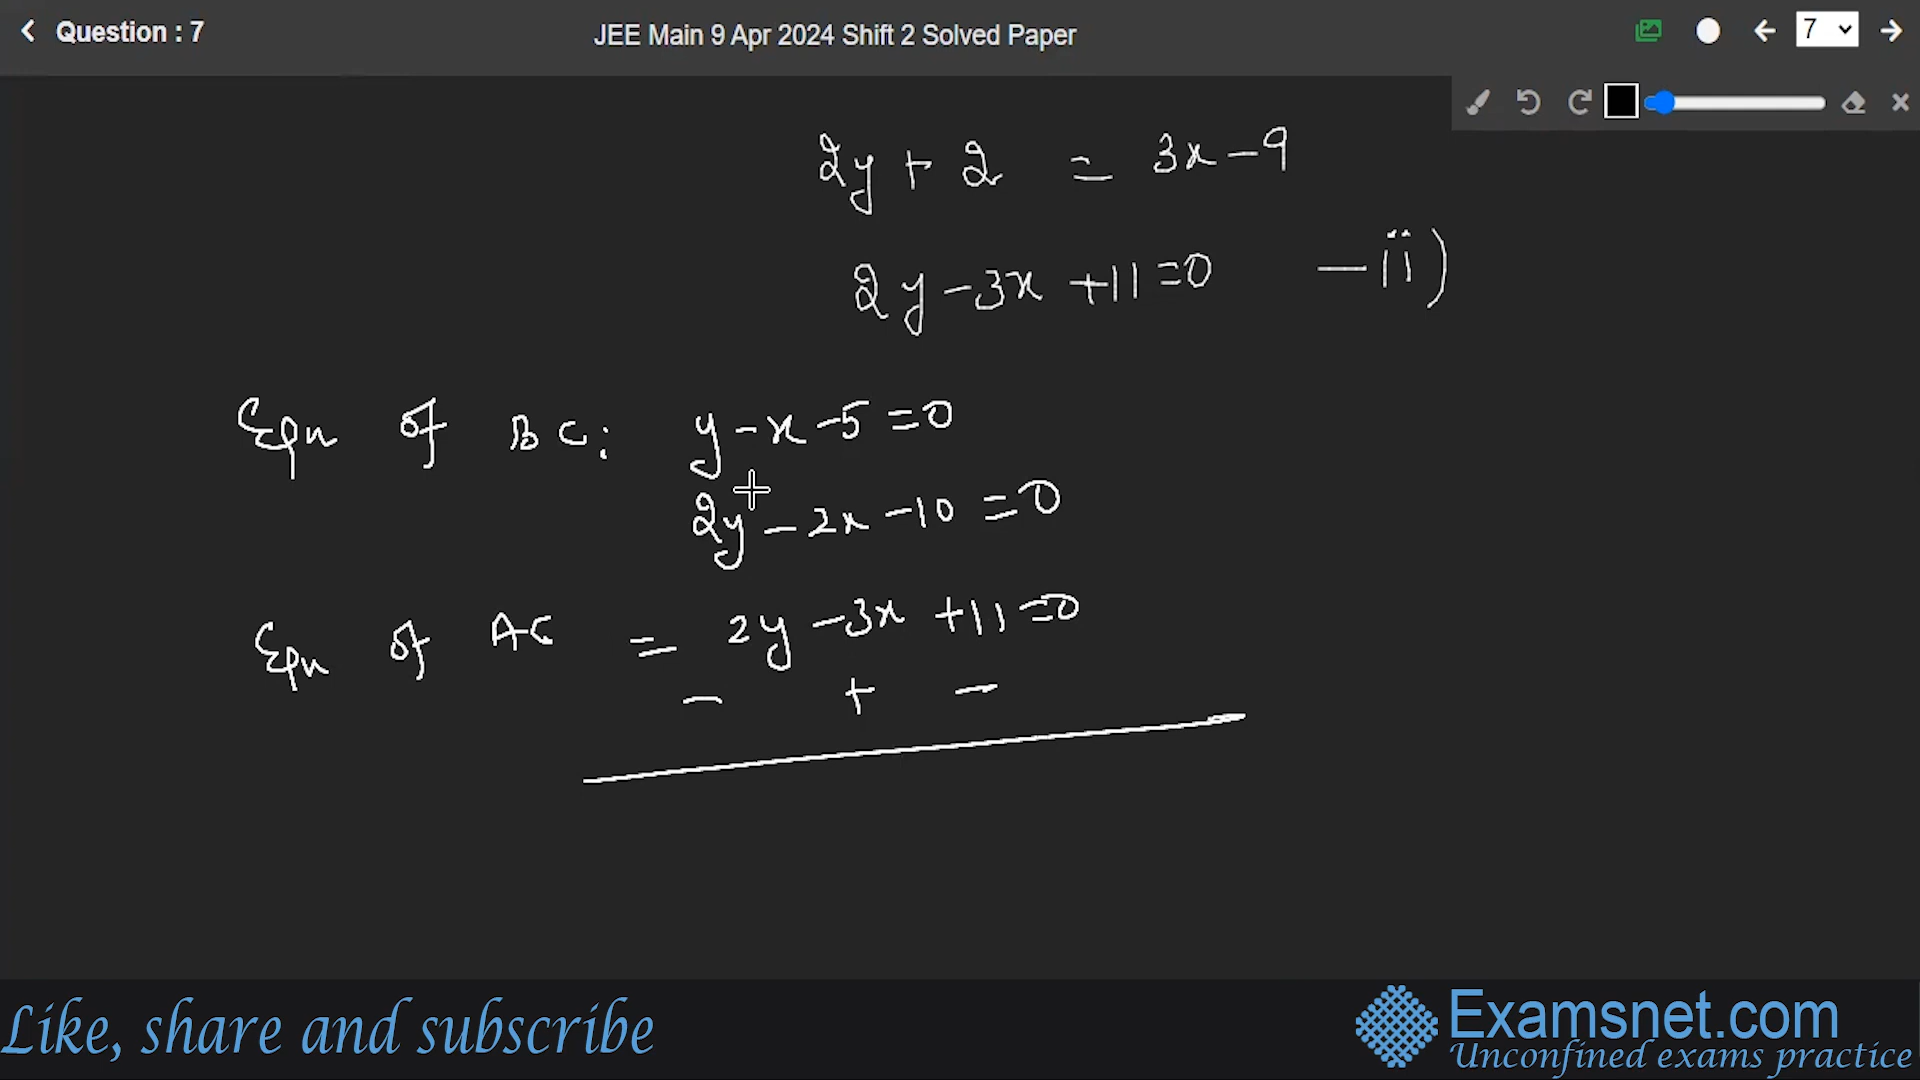 Question : 7
JEE Main 9 Apr 2024 Shift 2 Solved Paper
7
2y + 2 = 3x - 9
2y - 3x + 11 = 0 - ii)
Eqn of BC: y - x - 5 = 0
2y - 2x - 10 = 0
Eqn of AC = 2y - 3x + 11 = 0
- + -
Like, share and subscribe
Examsnet.com
Unconfined exams practice